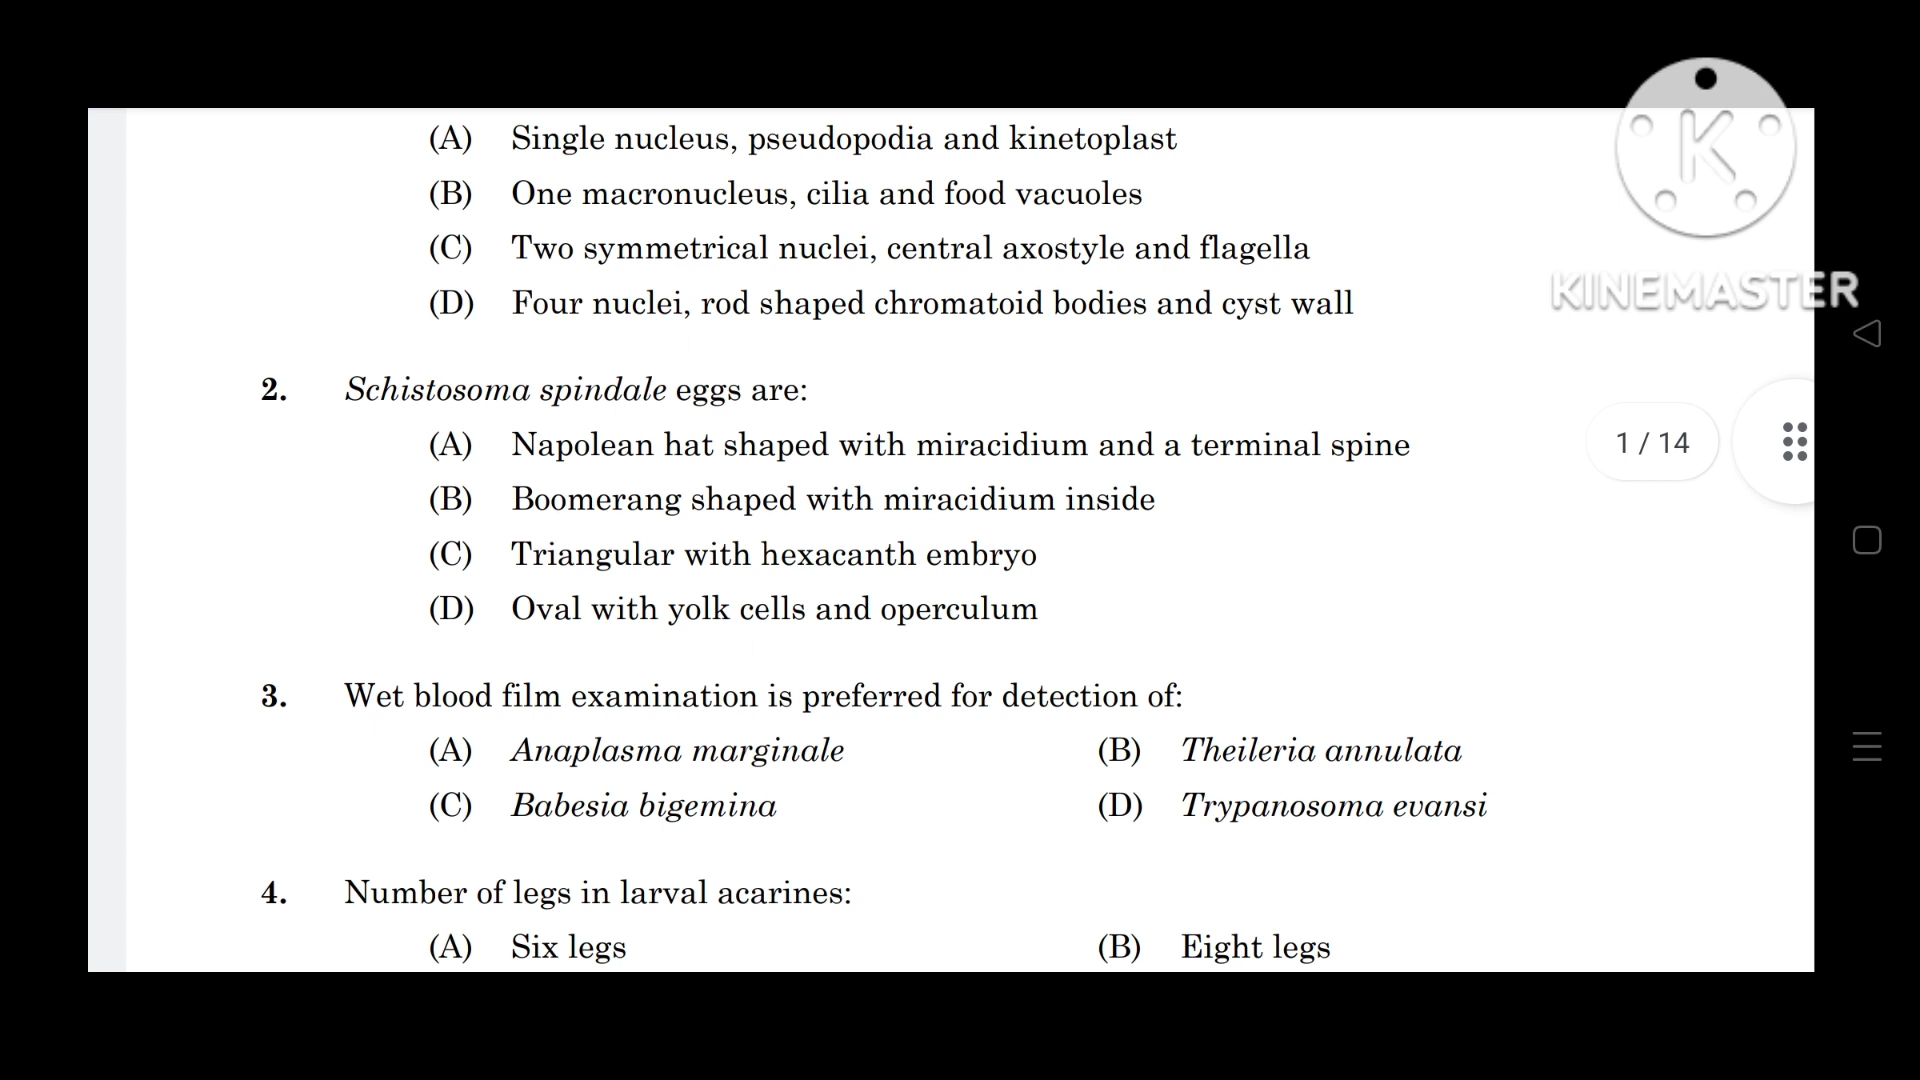 (A) Single nucleus, pseudopodia and kinetoplast
(B) One macronucleus, cilia and food vacuoles
(C) Two symmetrical nuclei, central axostyle and flagella
(D) Four nuclei, rod shaped chromatoid bodies and cyst wall
K
KINEMASTER
2. Schistosoma spindale eggs are:
(A) Napolean hat shaped with miracidium and a terminal spine
1 / 14
(B) Boomerang shaped with miracidium inside
(C) Triangular with hexacanth embryo
(D) Oval with yolk cells and operculum
3. Wet blood film examination is preferred for detection of:
(A) Anaplasma marginale (B) Theileria annulata
(C) Babesia bigemina (D) Trypanosoma evansi
4. Number of legs in larval acarines:
(A) Six legs (B) Eight legs